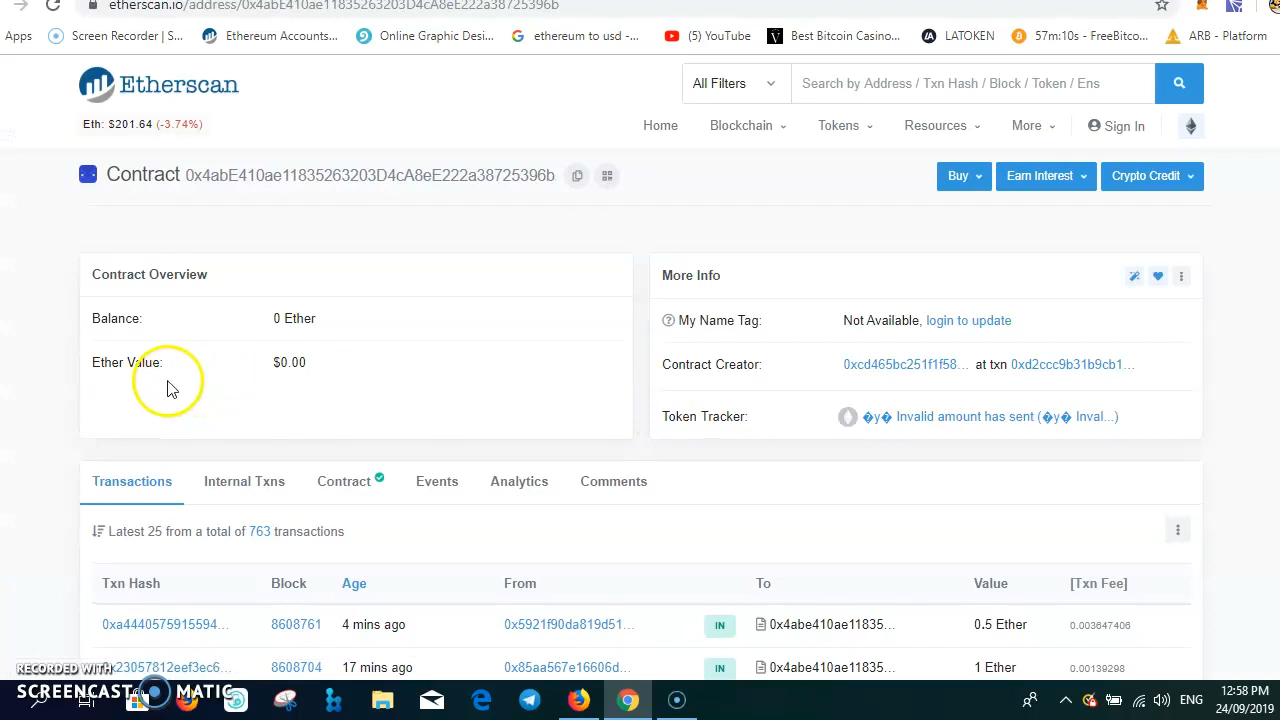 etherscan.io/address/0x4abE410ae11835263203D4cA8eE222a38725396b
Apps Screen Recorder | S... Ethereum Accounts... Online Graphic Desi... ethereum to usd -... (5) YouTube Best Bitcoin Casino... LATOKEN 57m:10s - FreeBitco... ARB - Platform
Etherscan
All Filters Search by Address / Txn Hash / Block / Token / Ens
Eth: $201.64 (-3.74%)
Home Blockchain Tokens Resources More Sign In
Contract 0x4abE410ae11835263203D4cA8eE222a38725396b
Buy Earn Interest Crypto Credit
Contract Overview
Balance: 0 Ether
Ether Value: $0.00
More Info
My Name Tag: Not Available, login to update
Contract Creator: 0xcd465bc251f1f58... at txn 0xd2ccc9b31b9cb1...
Token Tracker: �y� Invalid amount has sent (�y� Inval...)
Transactions Internal Txns Contract Events Analytics Comments
Latest 25 from a total of 763 transactions
Txn Hash Block Age From To Value [Txn Fee]
0xa4440575915594... 8608761 4 mins ago 0x5921f90da819d51... IN 0x4abe410ae11835... 0.5 Ether 0.003647406
0x23057812eef3ec6... 8608704 17 mins ago 0x85aa567e16606d... IN 0x4abe410ae11835... 1 Ether 0.00139298
RECORDED WITH
SCREENCAST MATIC
ENG
12:58 PM
24/09/2019